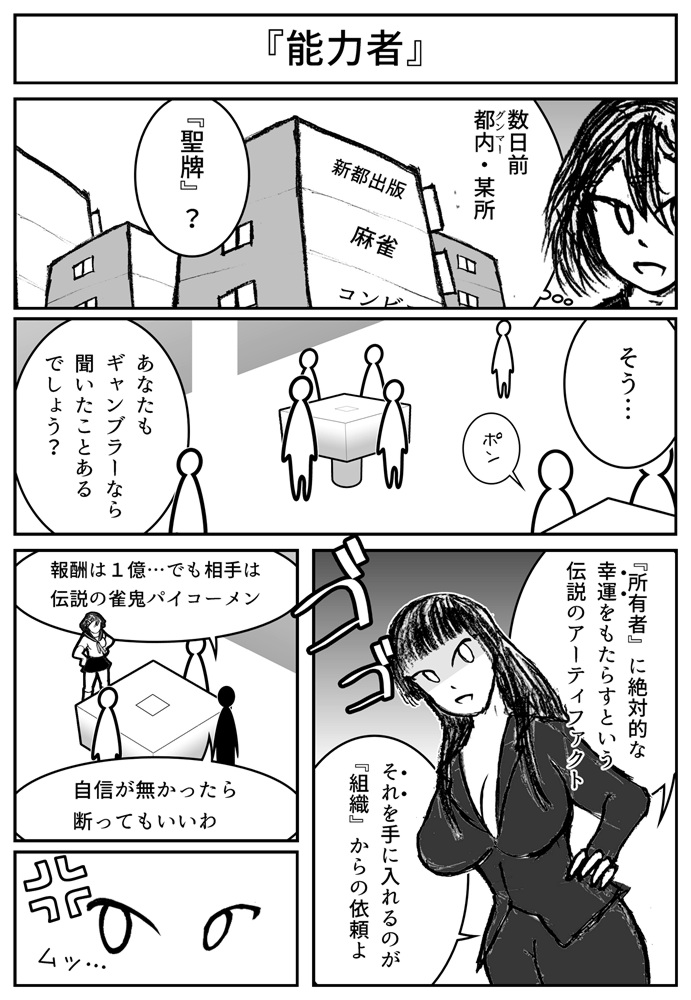 『能力者』
数日前
都内・某所
グンマー
『聖牌』?
新都出版
麻雀
コンビ
そう…
ポン
あなたも
ギャンブラーなら
聞いたことある
でしょう?
『所有者』に絶対的な
幸運をもたらすという
伝説のアーティファクト
ゴゴ
それを手に入れるのが
『組織』からの依頼よ
報酬は1億…でも相手は
伝説の雀鬼パイコーメン
自信が無かったら
断ってもいいわ
ムッ…